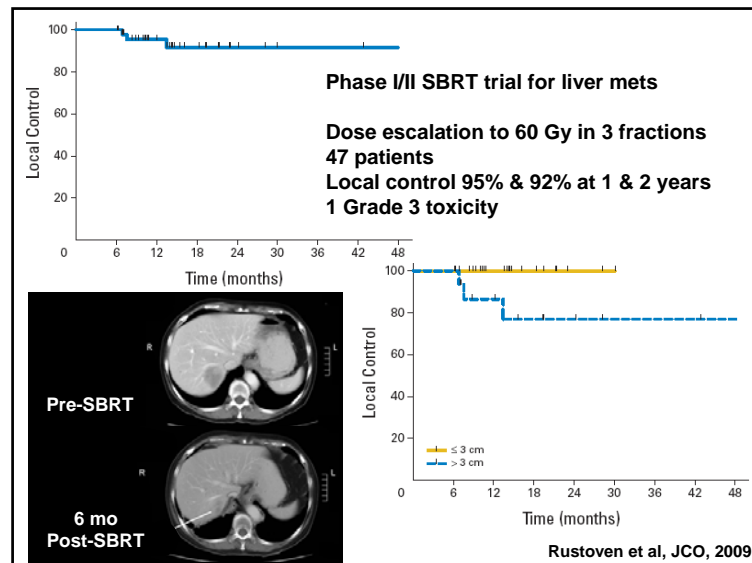 100
80
60
40
20
0
6
12
18
24
30
36
42
48
Local Control
Time (months)
Phase I/II SBRT trial for liver mets
Dose escalation to 60 Gy in 3 fractions
47 patients
Local control 95% & 92% at 1 & 2 years
1 Grade 3 toxicity
R
L
Pre-SBRT
R
L
6 mo
Post-SBRT
100
80
60
40
20
0
6
12
18
24
30
36
42
48
Local Control
≤ 3 cm
> 3 cm
Time (months)
Rustoven et al, JCO, 2009